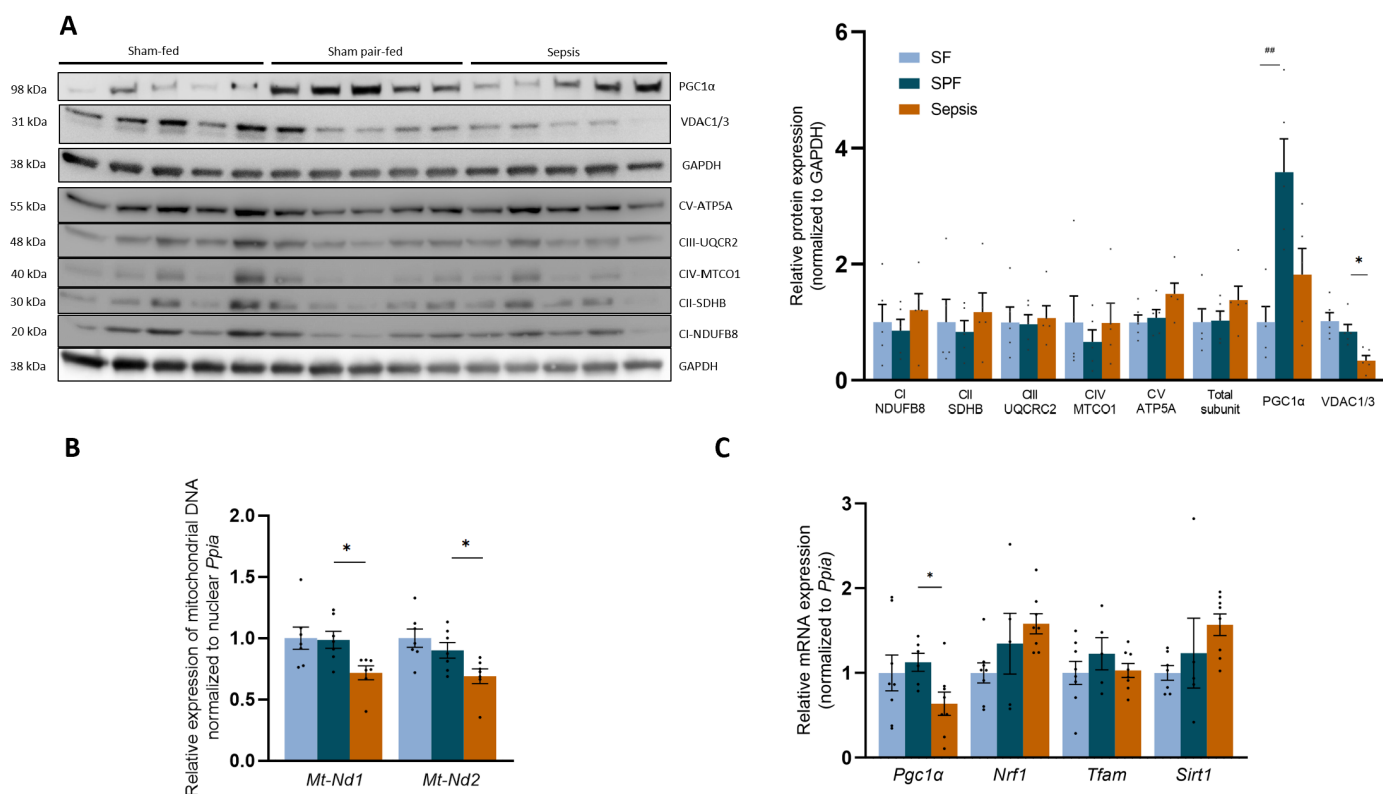 A
Sham-fed
Sham pair-fed
Sepsis
98 kDa
PGC1α
31 kDa
VDAC1/3
38 kDa
GAPDH
55 kDa
CV-ATP5A
48 kDa
CIII-UQCR2
40 kDa
CIV-IMTCO1
30 kDa
CII-SDHB
20 kDa
CI-NDUFB8
38 kDa
GAPDH
Relative protein expression
(normalized to GAPDH)
6
4
2
0
SF
SPF
Sepsis
##
*
CI
NDUFB8
CII
SDHB
CIII
UQCRC2
CIV
MTCO1
CV
ATP5A
Total
subunit
PGC1α
VDAC1/3
B
Relative expression of mitochondrial DNA
normalized to nuclear Ppia
2.0
1.5
1.0
0.5
0.0
*
*
Mt-Nd1
Mt-Nd2
C
Relative mRNA expression
(normalized to Ppia)
3
2
1
0
*
Pgc1α
Nrf1
Tfam
Sirt1